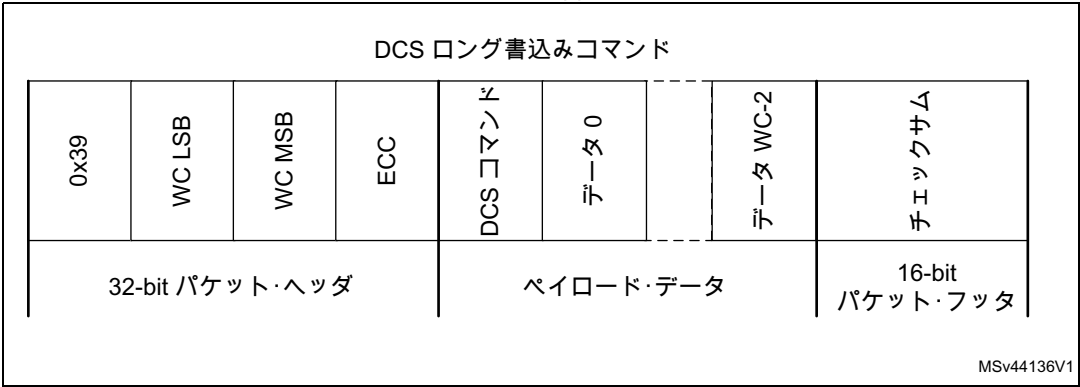 DCS ロング書込みコマンド
0x39
WC LSB
WC MSB
ECC
DCS コマンド
データ 0
データ WC-2
チェックサム
32-bit パケット·ヘッダ
ペイロード·データ
16-bit
パケット·フッタ
MSv44136V1